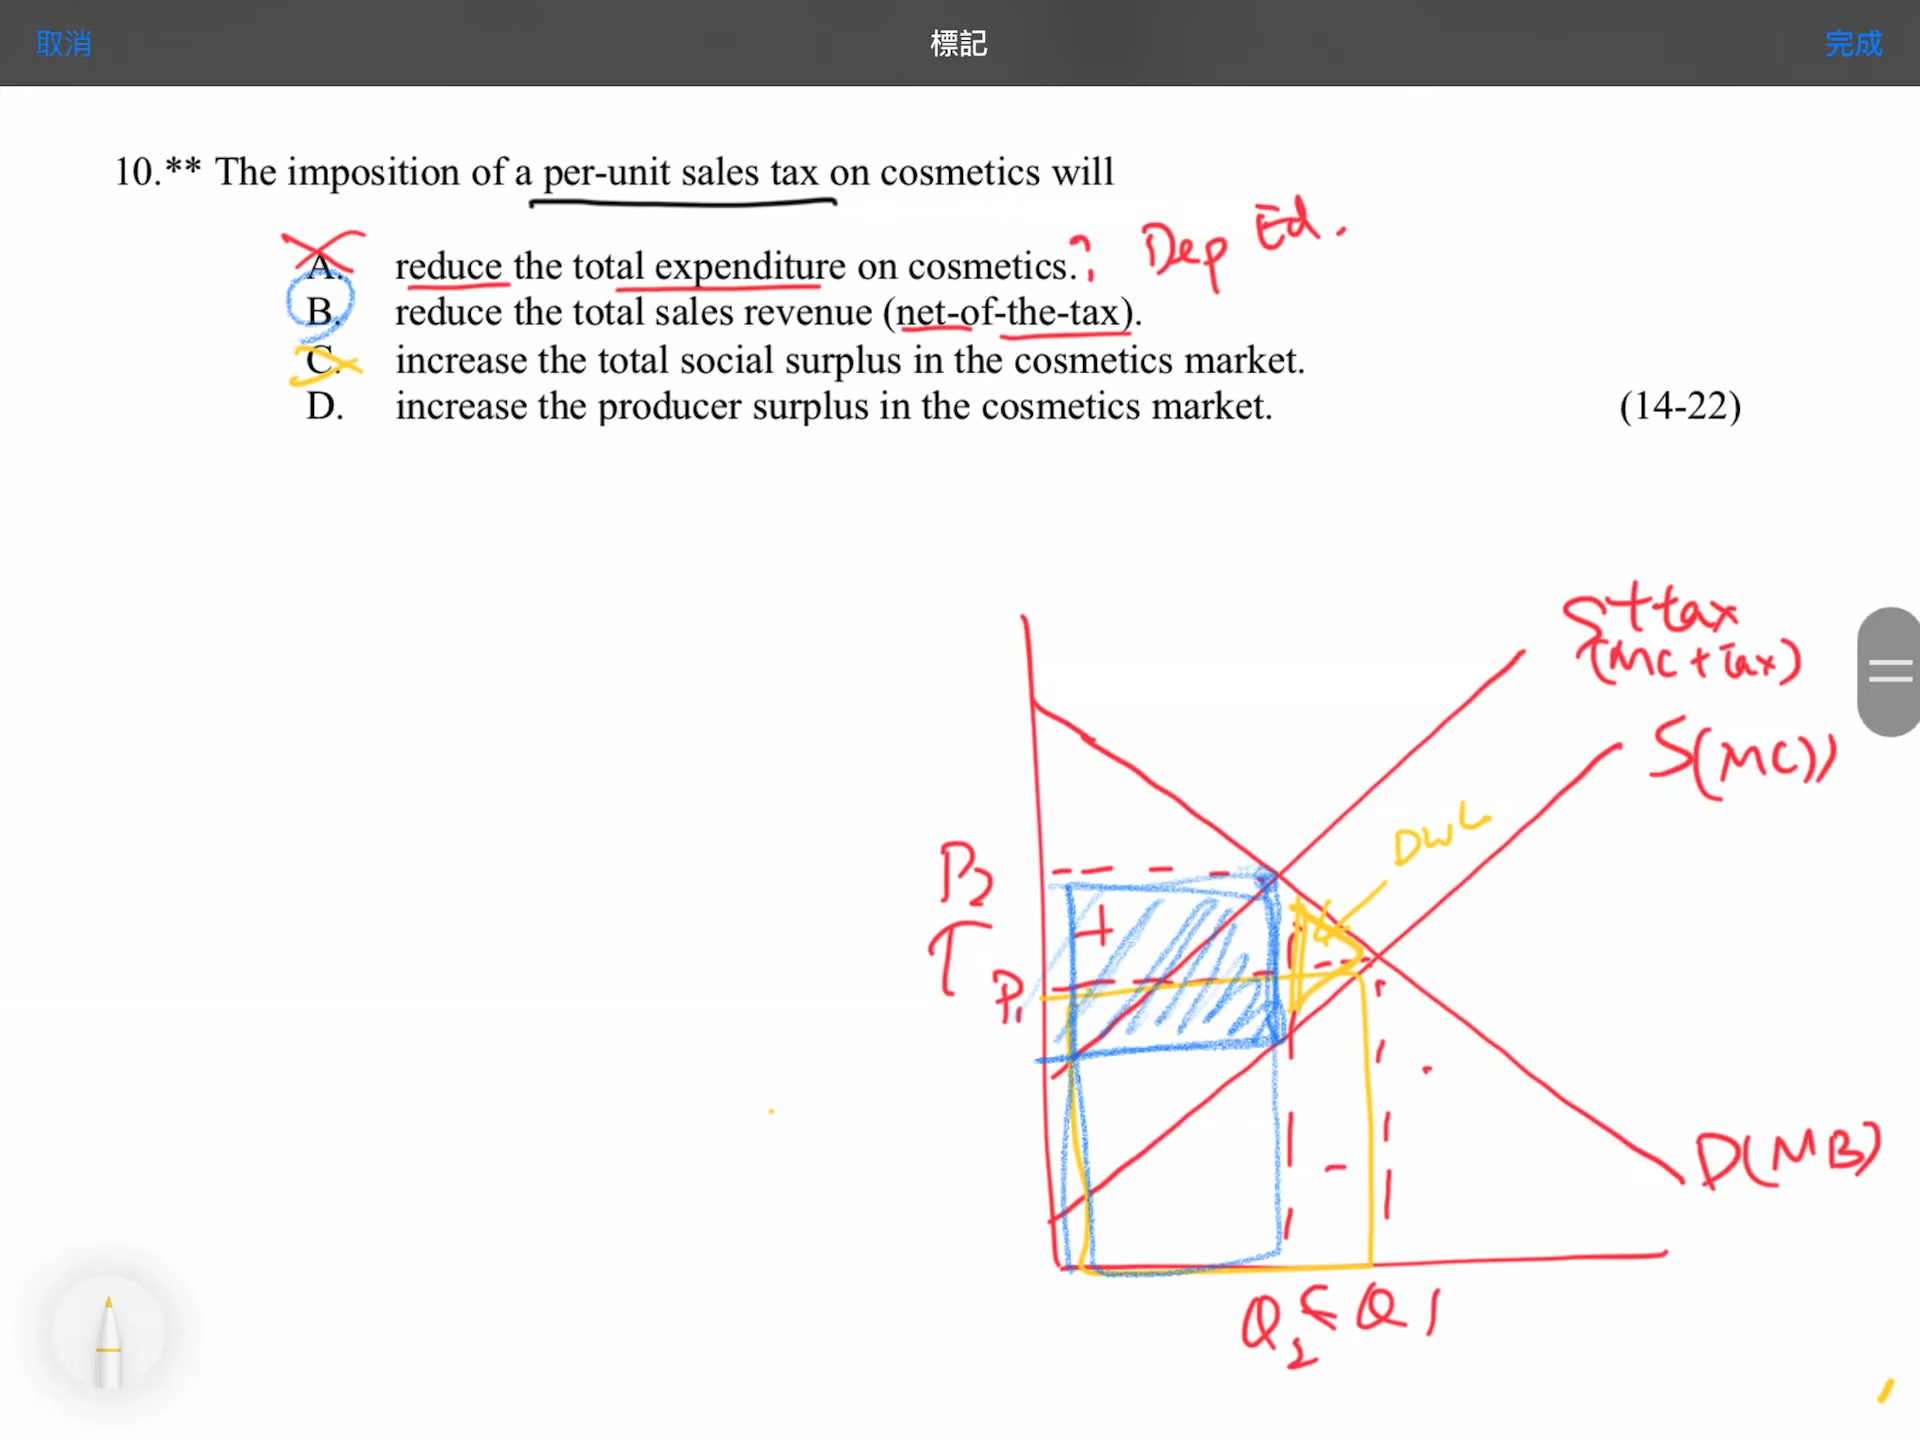 取消 標記 完成
10.** The imposition of a per-unit sales tax on cosmetics will
A. reduce the total expenditure on cosmetics. ? Dep Ed.
B. reduce the total sales revenue (net-of-the-tax).
C. increase the total social surplus in the cosmetics market.
D. increase the producer surplus in the cosmetics market. (14-22)
S+tax
(MC+Tax)
S(MC))
DWL
P2
+
T
P1
D(MB)
-
Q2 < Q1